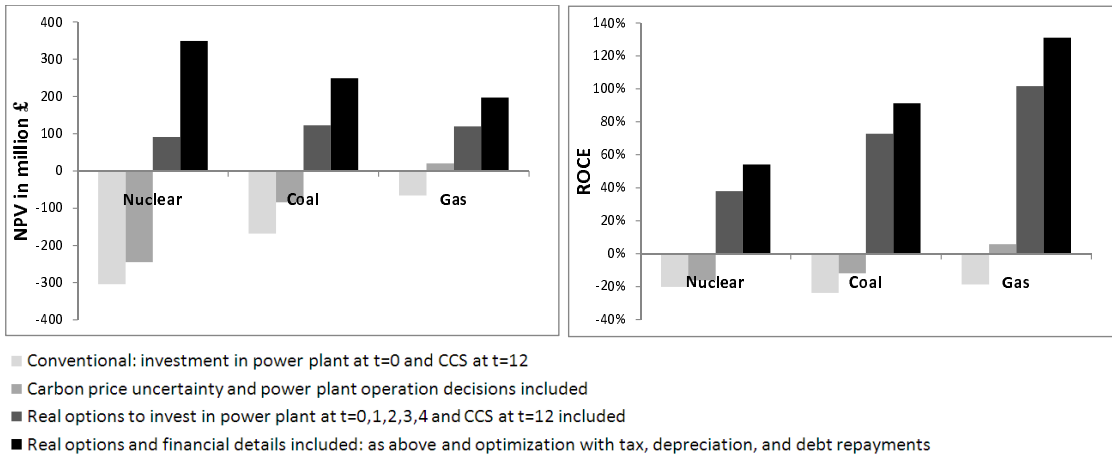 NPV in million £
400
300
200
100
0
-100
-200
-300
-400
Nuclear
Coal
Gas
ROCE
140%
120%
100%
80%
60%
40%
20%
0%
-20%
-40%
Nuclear
Coal
Gas
Conventional: investment in power plant at t=0 and CCS at t=12
Carbon price uncertainty and power plant operation decisions included
Real options to invest in power plant at t=0,1,2,3,4 and CCS at t=12 included
Real options and financial details included: as above and optimization with tax, depreciation, and debt repayments